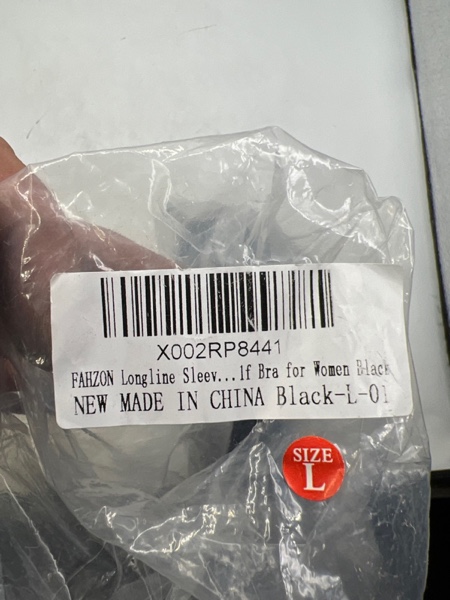 X002RP8441
FAHZON Longline Sleev...lf Bra for Women Black
NEW MADE IN CHINA Black-L-01
SIZE
L